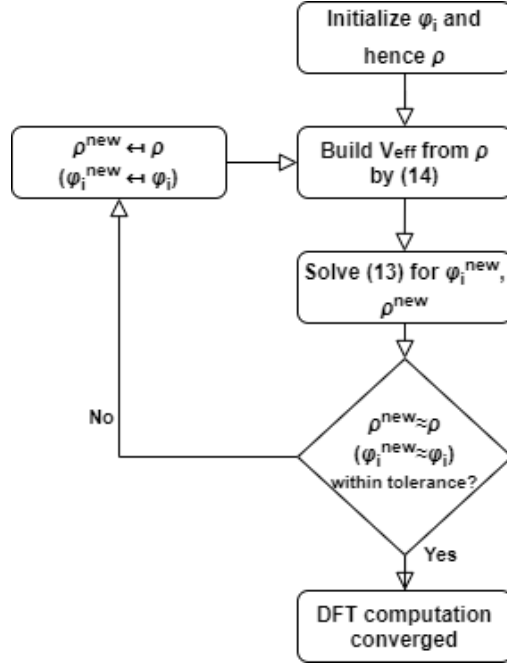 Initialize φᵢ and
hence ρ
ρⁿᵉʷ ↤ ρ
(φᵢⁿᵉʷ ↤ φᵢ)
Build Vₑff from ρ
by (14)
Solve (13) for φᵢⁿᵉʷ,
ρⁿᵉʷ
No
ρⁿᵉʷ≈ρ
(φᵢⁿᵉʷ≈φᵢ)
within tolerance?
Yes
DFT computation
converged